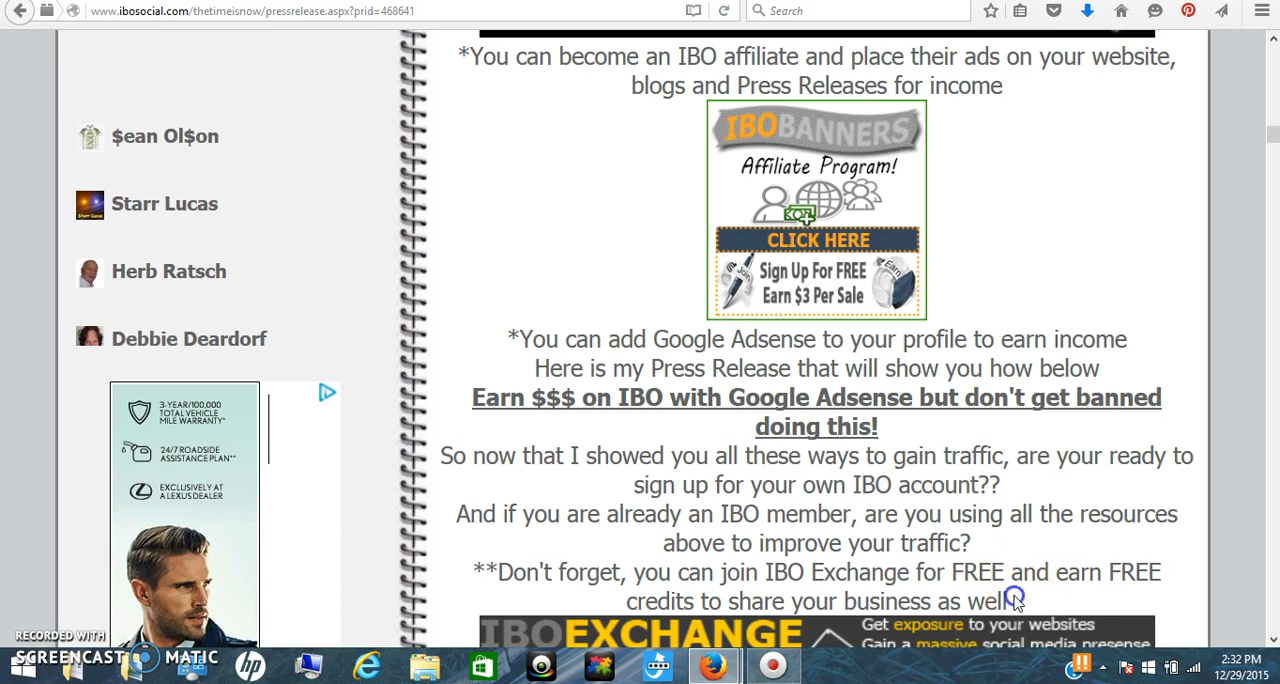 www.ibosocial.com/thetimeisnow/pressrelease.aspx?prid=468641
Search
*You can become an IBO affiliate and place their ads on your website,
blogs and Press Releases for income
$ean Ol$on
Starr Lucas
Herb Ratsch
Debbie Deardorf
IBOBANNERS
Affiliate Program!
CLICK HERE
Join
Sign Up For FREE
Earn $3 Per Sale
Earn
*You can add Google Adsense to your profile to earn income
Here is my Press Release that will show you how below
Earn $$$ on IBO with Google Adsense but don't get banned
doing this!
So now that I showed you all these ways to gain traffic, are your ready to
sign up for your own IBO account??
And if you are already an IBO member, are you using all the resources
above to improve your traffic?
**Don't forget, you can join IBO Exchange for FREE and earn FREE
credits to share your business as well
IBOEXCHANGE
Get exposure to your websites
Gain a massive social media presense
3-YEAR/100,000
TOTAL VEHICLE
MILE WARRANTY*
24/7 ROADSIDE
ASSISTANCE PLAN**
EXCLUSIVELY AT
A LEXUS DEALER
RECORDED WITH
SCREENCAST MATIC
hp
2:32 PM
12/29/2015